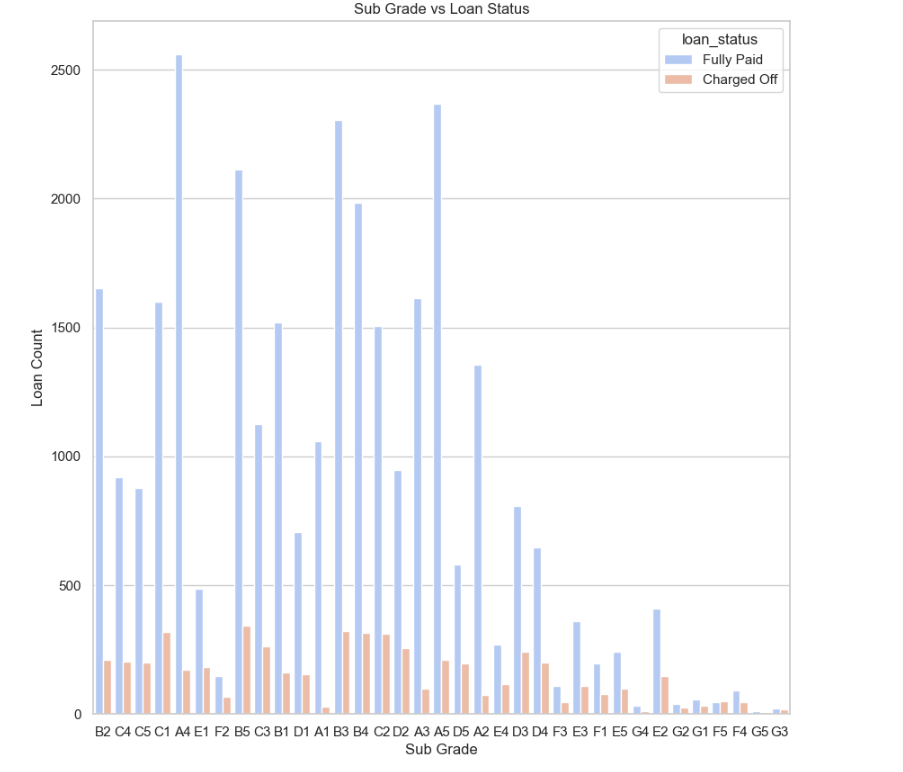 Sub Grade vs Loan Status
loan_status
Fully Paid
Charged Off
2500
2000
1500
1000
500
0
Loan Count
B2 C4 C5 C1 A4 E1 F2 B5 C3 B1 D1 A1 B3 B4 C2 D2 A3 A5 D5 A2 E4 D3 D4 F3 E3 F1 E5 G4 E2 G2 G1 F5 F4 G5 G3
Sub Grade